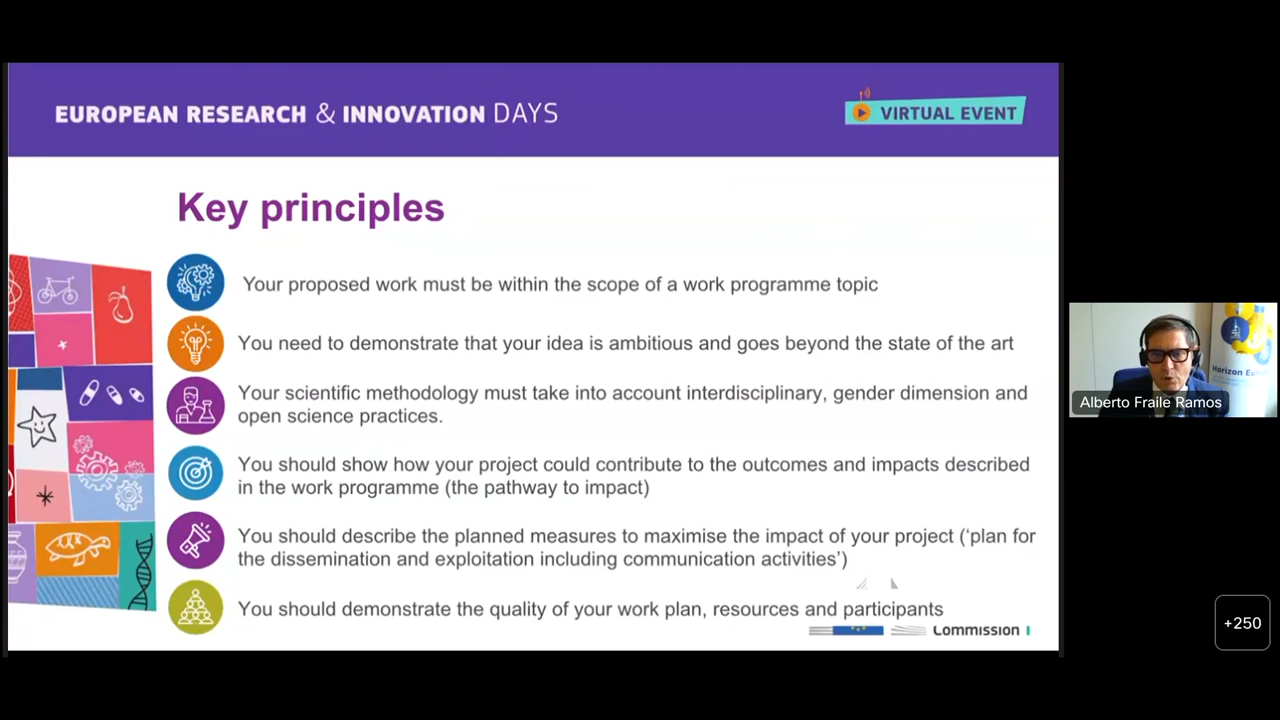 EUROPEAN RESEARCH & INNOVATION DAYS
VIRTUAL EVENT
Key principles
Your proposed work must be within the scope of a work programme topic
You need to demonstrate that your idea is ambitious and goes beyond the state of the art
Your scientific methodology must take into account interdisciplinary, gender dimension and
open science practices.
You should show how your project could contribute to the outcomes and impacts described
in the work programme (the pathway to impact)
You should describe the planned measures to maximise the impact of your project (‘plan for
the dissemination and exploitation including communication activities’)
You should demonstrate the quality of your work plan, resources and participants
Commission
Horizon Euro
Alberto Fraile Ramos
+250